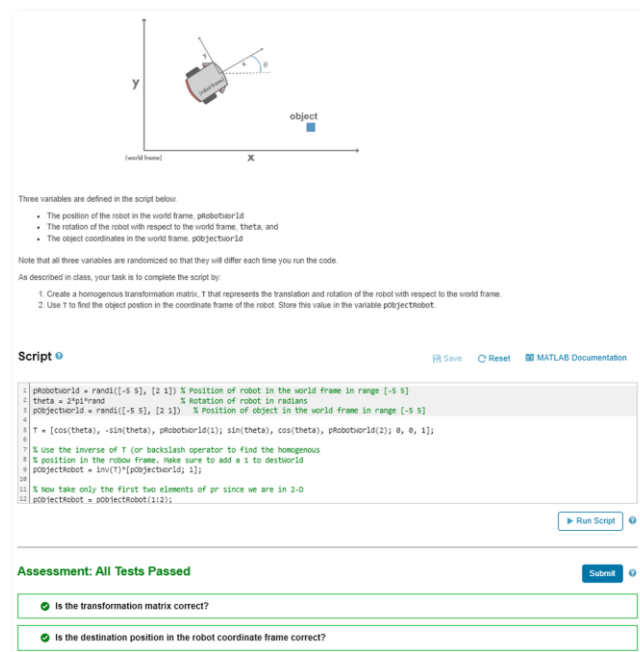 Y
x
θ
y
(robot frame)
object
(world frame)
x
Three variables are defined in the script below.
• The position of the robot in the world frame, pRobotWorld
• The rotation of the robot with respect to the world frame, theta, and
• The object coordinates in the world frame, pObjectWorld
Note that all three variables are randomized so that they will differ each time you run the code.
As described in class, your task is to complete the script by:
1. Create a homogenous transformation matrix, T that represents the translation and rotation of the robot with respect to the world frame.
2. Use T to find the object postion in the coordinate frame of the robot. Store this value in the variable pObjectRobot.
Script
Save Reset MATLAB Documentation
1 pRobotWorld = randi([-5 5], [2 1]) % Position of robot in the world frame in range [-5 5]
2 theta = 2*pi*rand % Rotation of robot in radians
3 pObjectWorld = randi([-5 5], [2 1]) % Position of object in the world frame in range [-5 5]
4
5 T = [cos(theta), -sin(theta), pRobotWorld(1); sin(theta), cos(theta), pRobotWorld(2); 0, 0, 1];
6
7 % Use the inverse of T (or backslash operator to find the homogenous
8 % position in the robow frame. Make sure to add a 1 to destWorld
9 pObjectRobot = inv(T)*[pObjectWorld; 1];
10
11 % Now take only the first two elements of pr since we are in 2-D
12 pObjectRobot = pObjectRobot(1:2);
Run Script
Assessment: All Tests Passed
Submit
Is the transformation matrix correct?
Is the destination position in the robot coordinate frame correct?